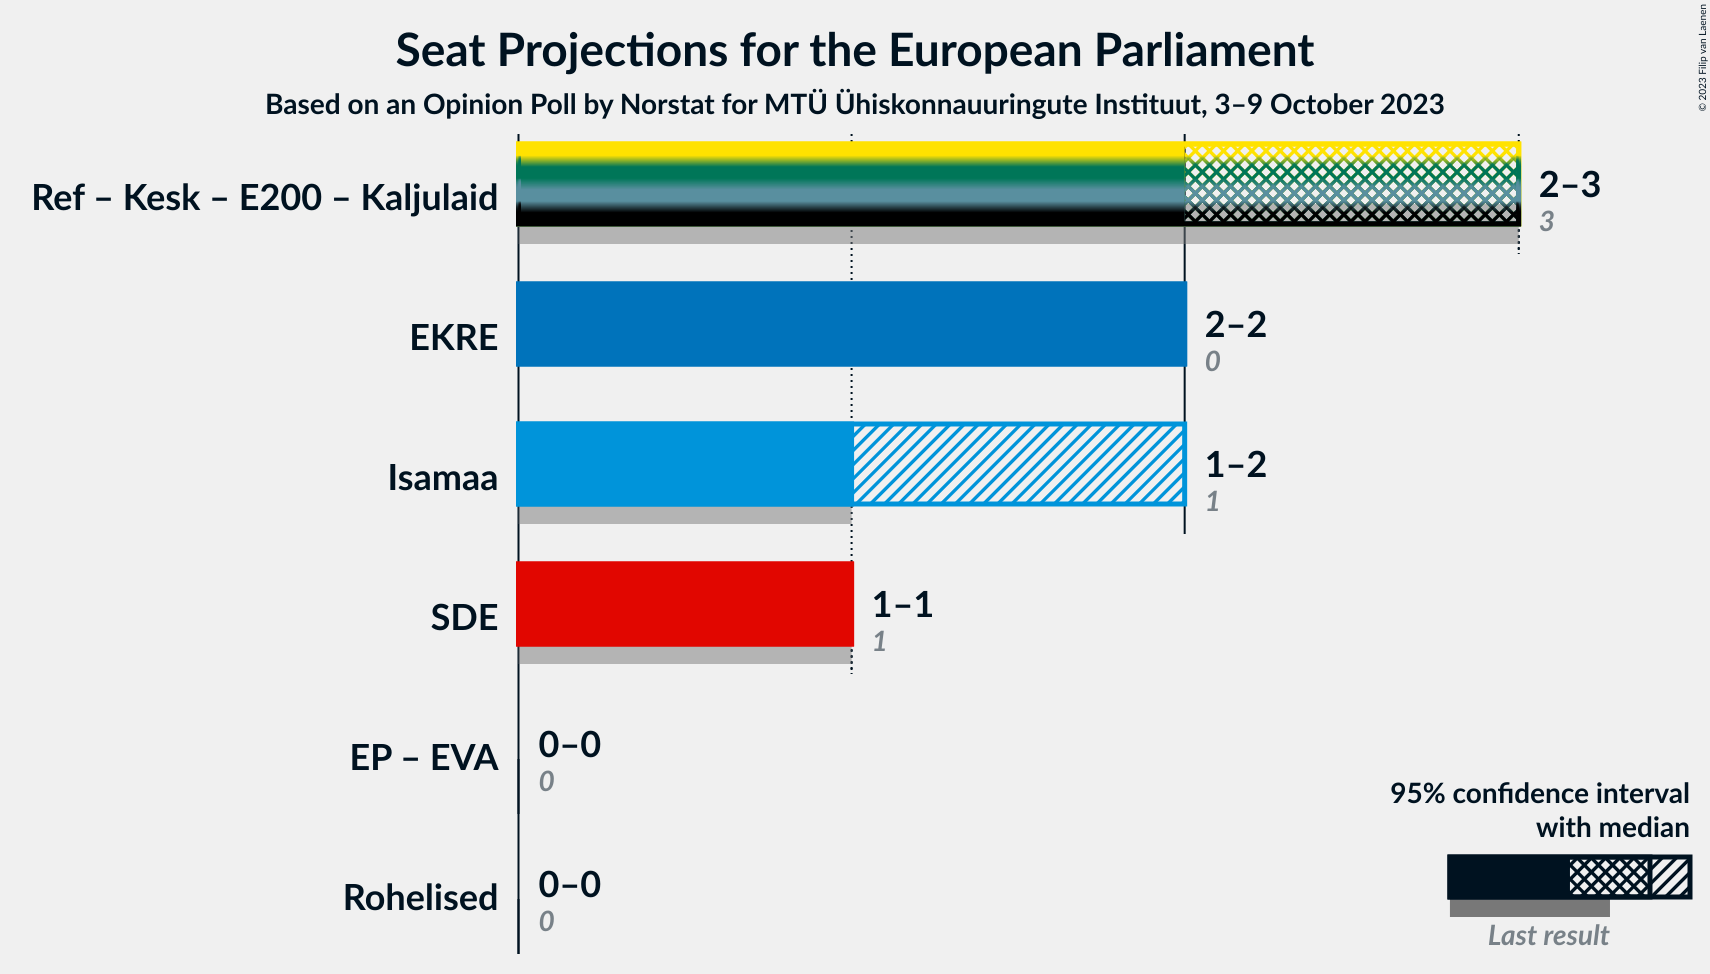 Seat Projections for the European Parliament
Based on an Opinion Poll by Norstat for MTÜ Ühiskonnauuringute Instituut, 3–9 October 2023
© 2023 Filip van Laenen
Ref – Kesk – E200 – Kaljulaid
2–3
3
EKRE
2–2
0
Isamaa
1–2
1
SDE
1–1
1
EP – EVA
0–0
0
Rohelised
0–0
0
95% confidence interval
with median
Last result